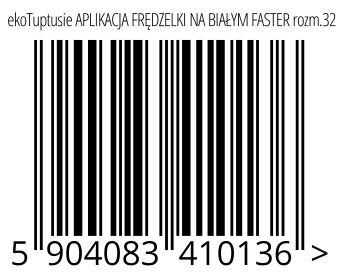 ekoTuptusie APLIKACJA FRĘDZELKI NA BIAŁYM FASTER rozm.32
5 904083 410136 >